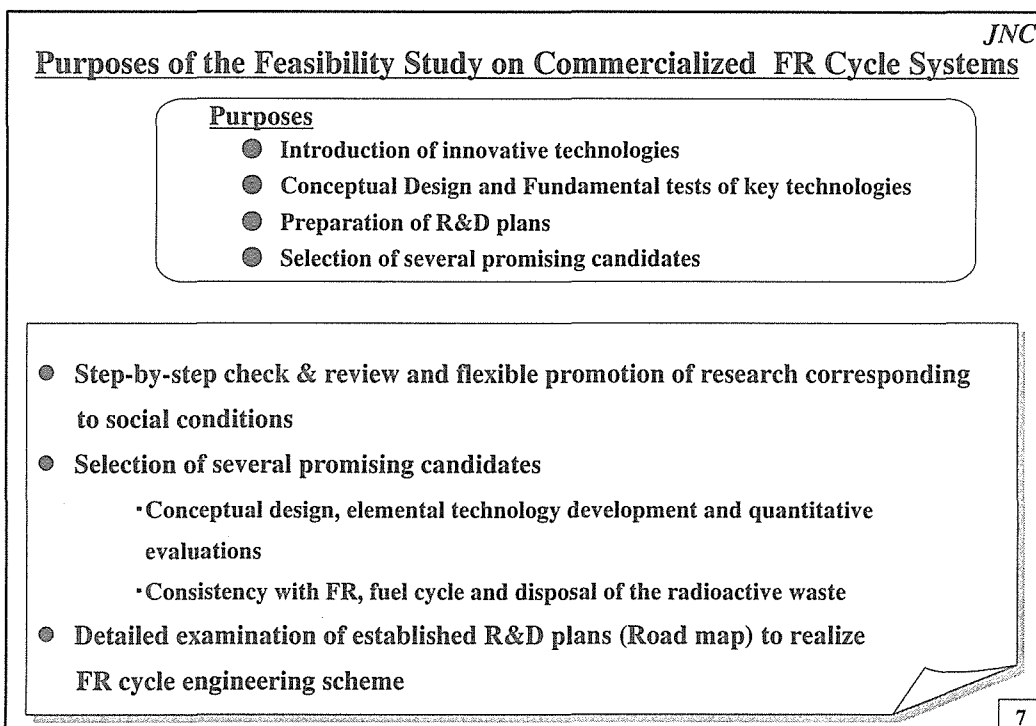 JNC
Purposes of the Feasibility Study on Commercialized FR Cycle Systems
Purposes
● Introduction of innovative technologies
● Conceptual Design and Fundamental tests of key technologies
● Preparation of R&D plans
● Selection of several promising candidates
● Step-by-step check & review and flexible promotion of research corresponding
to social conditions
● Selection of several promising candidates
・Conceptual design, elemental technology development and quantitative
evaluations
・Consistency with FR, fuel cycle and disposal of the radioactive waste
● Detailed examination of established R&D plans (Road map) to realize
FR cycle engineering scheme
7